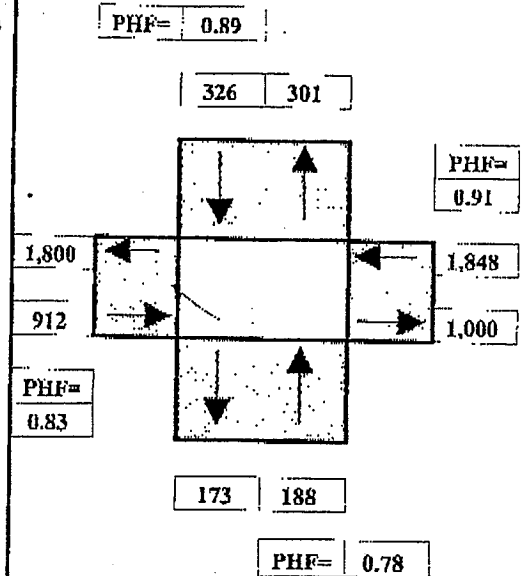 PHF= 0.89
326 301
PHF=
0.91
1,800 1,848
912 1,000
PHF=
0.83
173 188
PHF= 0.78